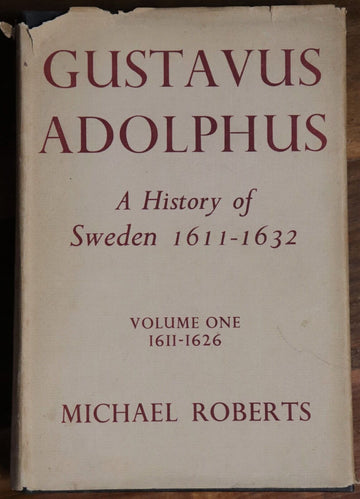 GUSTAVUS
ADOLPHUS
A History of
Sweden 1611-1632
VOLUME ONE
1611-1626
MICHAEL ROBERTS